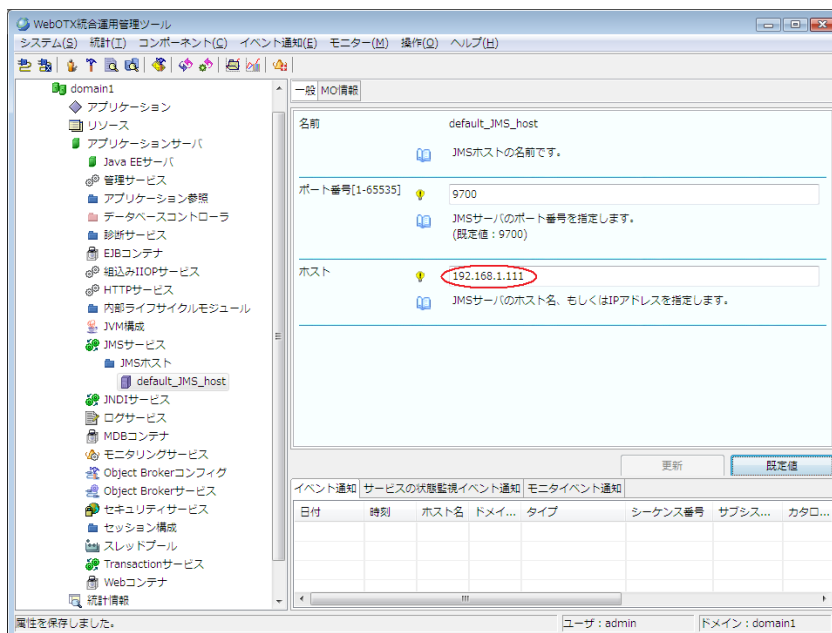 WebOTX統合運用管理ツール
システム(S) 統計(T) コンポーネント(C) イベント通知(E) モニター(M) 操作(O) ヘルプ(H)
domain1
アプリケーション
リソース
アプリケーションサーバ
Java EEサーバ
管理サービス
アプリケーション参照
データベースコントローラ
診断サービス
EJBコンテナ
組込みIIOPサービス
HTTPサービス
内部ライフサイクルモジュール
JVM構成
JMSサービス
JMSホスト
default_JMS_host
JNDIサービス
ログサービス
MDBコンテナ
モニタリングサービス
Object Brokerコンフィグ
Object Brokerサービス
セキュリティサービス
セッション構成
スレッドプール
Transactionサービス
Webコンテナ
統計情報
一般 MO情報
名前 default_JMS_host
JMSホストの名前です。
ポート番号[1-65535] 9700
JMSサーバのポート番号を指定します。
(既定値：9700)
ホスト 192.168.1.111
JMSサーバのホスト名、もしくはIPアドレスを指定します。
更新 既定値
イベント通知 サービスの状態監視イベント通知 モニタイベント通知
日付 時刻 ホスト名 ドメイ... タイプ シーケンス番号 サブシス... カタロ...
属性を保存しました。 ユーザ : admin ドメイン : domain1